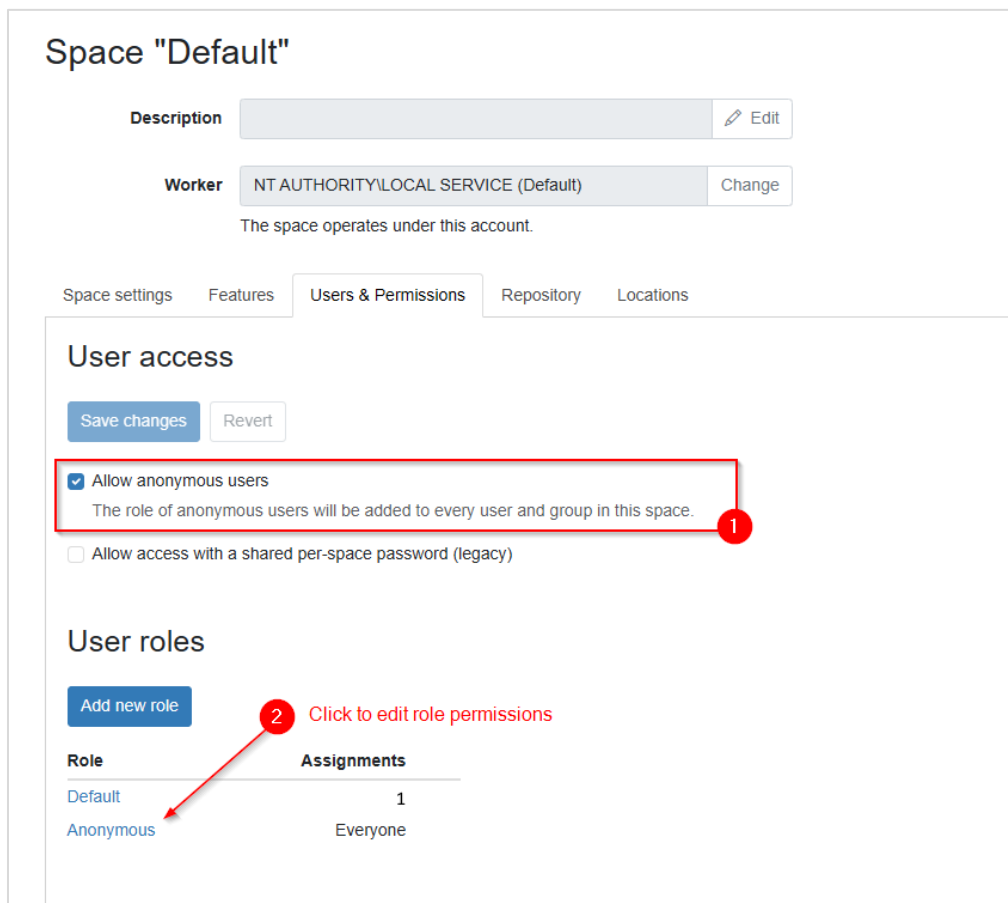 Space "Default"
Description
Edit
Worker
NT AUTHORITY\LOCAL SERVICE (Default)
Change
The space operates under this account.
Space settings
Features
Users & Permissions
Repository
Locations
User access
Save changes
Revert
Allow anonymous users
The role of anonymous users will be added to every user and group in this space.
1
Allow access with a shared per-space password (legacy)
User roles
Add new role
2
Click to edit role permissions
Role
Assignments
Default
1
Anonymous
Everyone